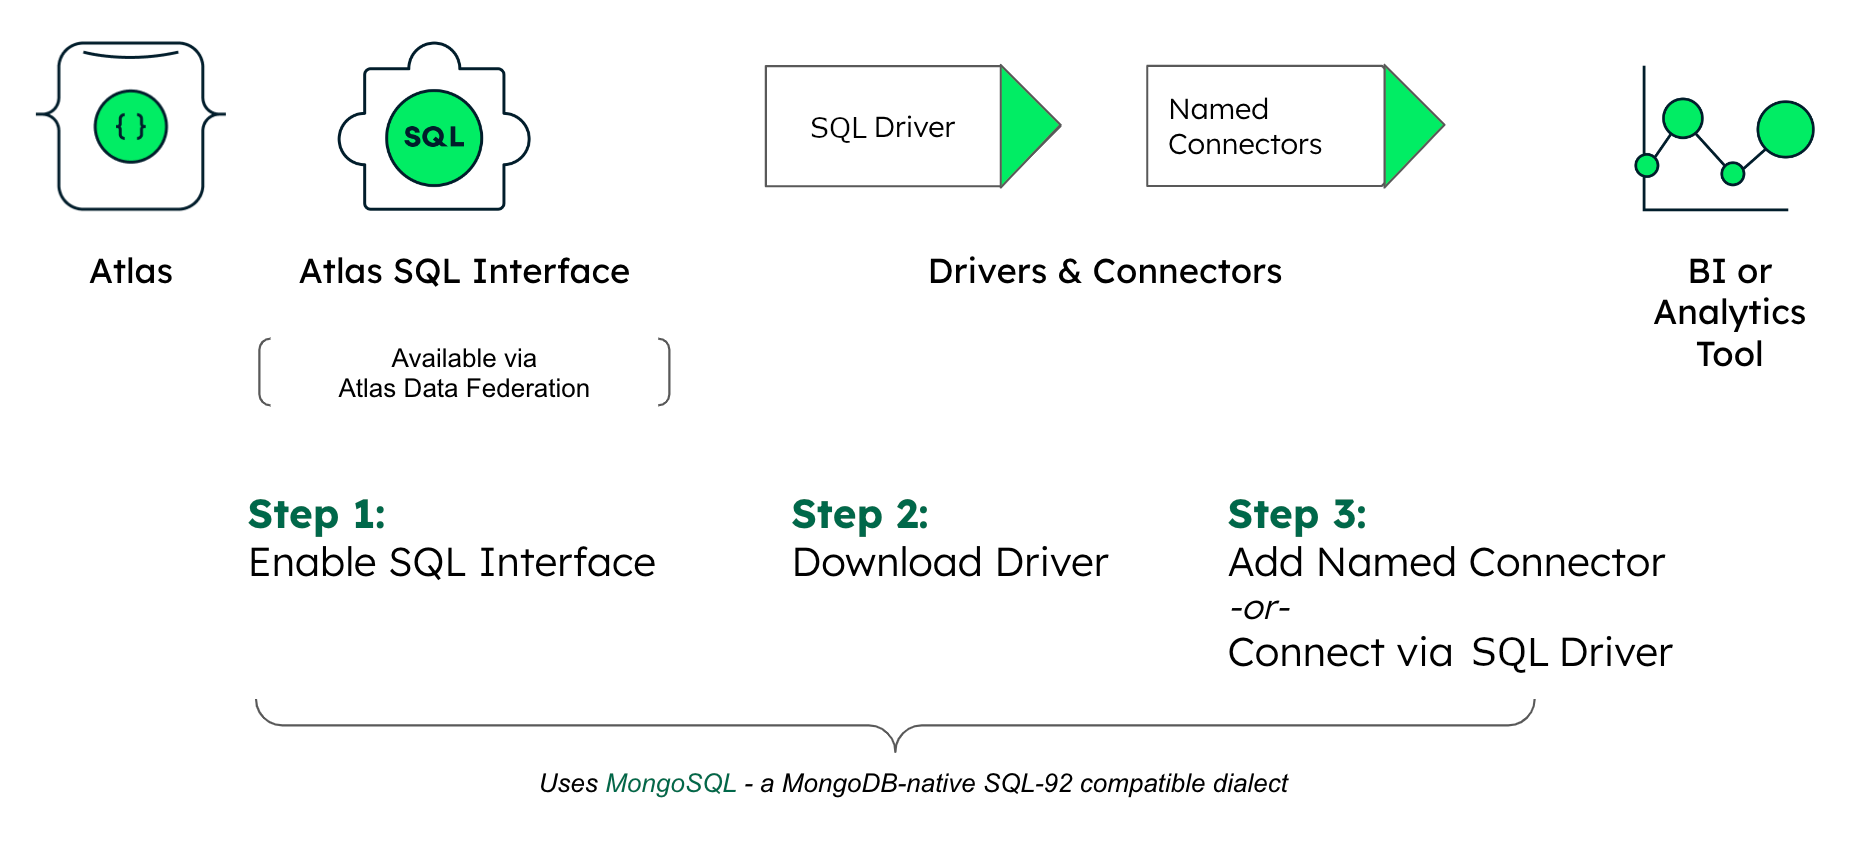 { }
SQL
SQL Driver
Named
Connectors
Atlas
Atlas SQL Interface
Drivers & Connectors
BI or
Analytics
Tool
Available via
Atlas Data Federation
Step 1:
Enable SQL Interface
Step 2:
Download Driver
Step 3:
Add Named Connector
-or-
Connect via SQL Driver
Uses MongoSQL - a MongoDB-native SQL-92 compatible dialect